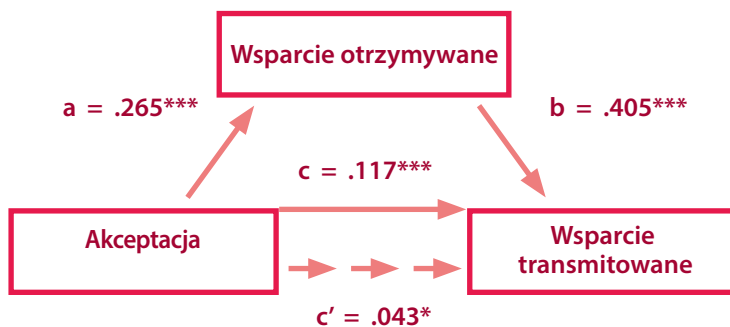 Wsparcie otrzymywane
a = .265***
b = .405***
c = .117***
Akceptacja
Wsparcie
transmitowane
c’ = .043*